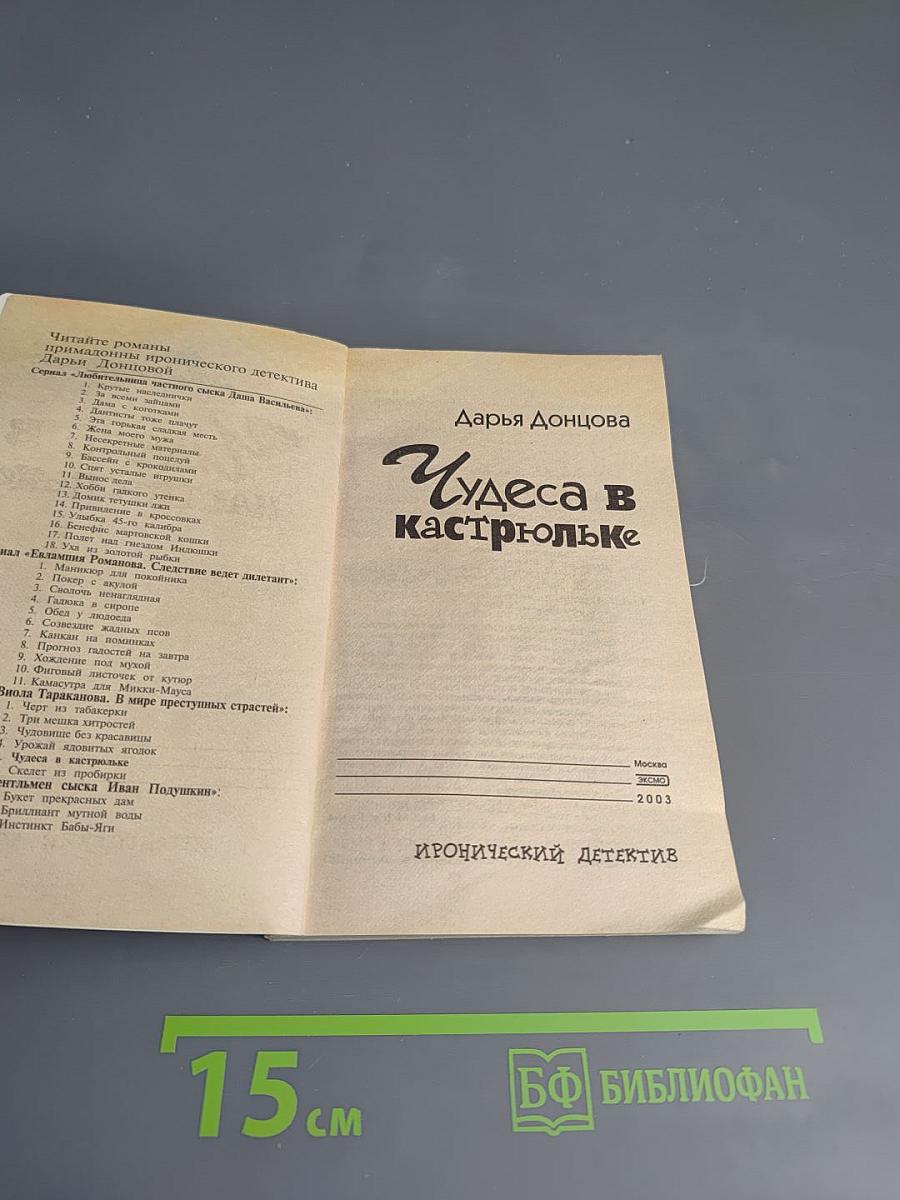 Читайте романы
примадонны иронического детектива
Дарьи Донцовой
Сериал «Любительница частного сыска Даша Васильева»:
1. Крутые наследнички
2. За всеми зайцами
3. Дама с коготками
4. Дантисты тоже плачут
5. Эта горькая сладкая месть
6. Жена моего мужа
7. Несекретные материалы
8. Контрольный поцелуй
9. Бассейн с крокодилами
10. Спят усталые игрушки
11. Вынос дела
12. Хобби гадкого утенка
13. Домик тетушки лжи
14. Привидение в кроссовках
15. Улыбка 45-го калибра
16. Бенефис мартовской кошки
17. Полет над гнездом Индюшки
18. Уха из золотой рыбки
иал «Евлампия Романова. Следствие ведет дилетант»:
1. Маникюр для покойника
2. Покер с акулой
3. Сволочь ненаглядная
4. Гадюка в сиропе
5. Обед у людоеда
6. Созвездие жадных псов
7. Канкан на поминках
8. Прогноз гадостей на завтра
9. Хождение под мухой
10. Фиговый листочек от кутюр
11. Камасутра для Микки-Мауса
Виола Тараканова. В мире преступных страстей»:
1. Черт из табакерки
2. Три мешка хитростей
3. Чудовище без красавицы
4. Урожай ядовитых ягодок
Чудеса в кастрюльке
Скелет из пробирки
ентльмен сыска Иван Подушкин»:
Букет прекрасных дам
Бриллиант мутной воды
Инстинкт Бабы-Яги
Дарья Донцова
Чудеса в
кастрюльке
Москва
ЭКСМО
2003
ИРОНИЧЕСКИЙ ДЕТЕКТИВ
15 см
БФ БИБЛИОФАН